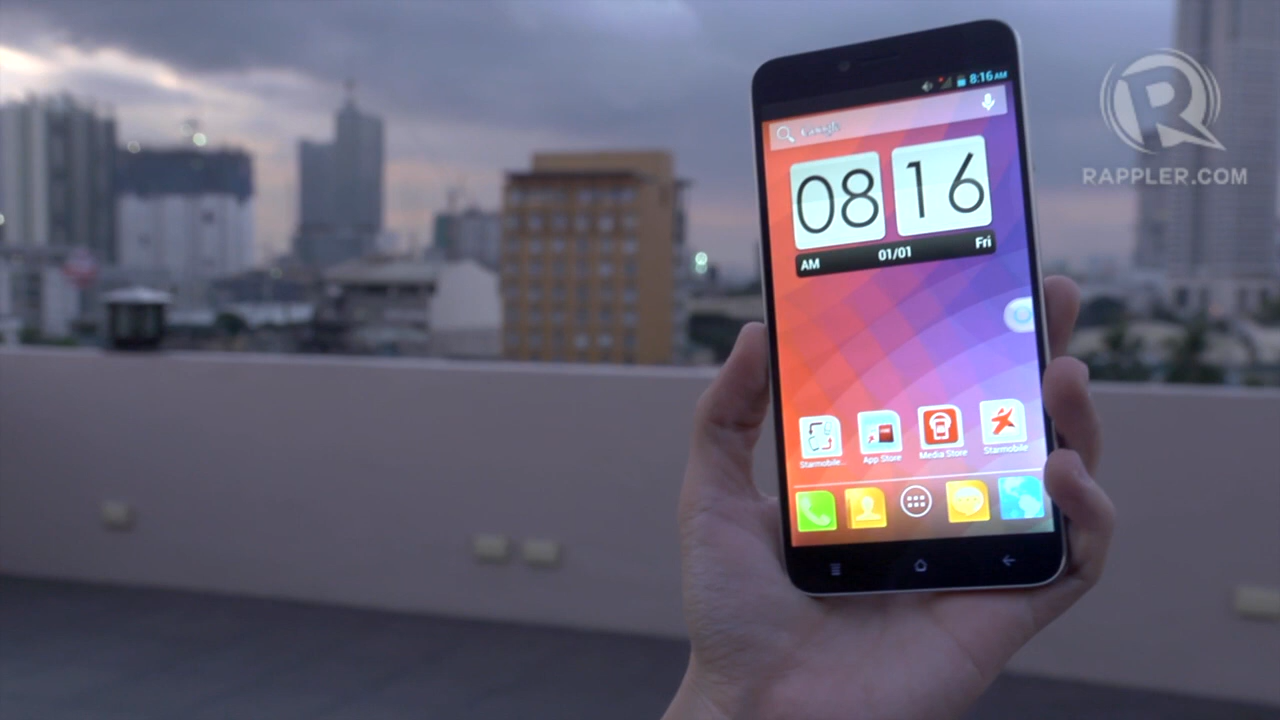 8:16 AM
Google
08 16
AM 01/01 Fri
Starmobile... App Store Media Store Starmobile
R
RAPPLER.COM